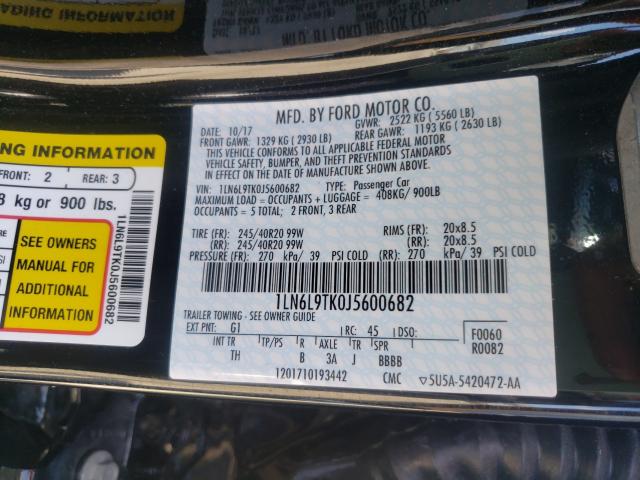 MFD. BY FORD MOTOR CO.
DATE: 10/17 GVWR: 2522 KG ( 5560 LB)
FRONT GAWR: 1329 KG ( 2930 LB) REAR GAWR: 1193 KG ( 2630 LB)
THIS VEHICLE CONFORMS TO ALL APPLICABLE FEDERAL MOTOR
VEHICLE SAFETY, BUMPER, AND THEFT PREVENTION STANDARDS IN
EFFECT ON THE DATE OF MANUFACTURE SHOWN ABOVE.
VIN: 1LN6L9TK0J5600682 TYPE: Passenger Car
MAXIMUM LOAD = OCCUPANTS + LUGGAGE = 408KG/ 900LB
OCCUPANTS = 5 TOTAL: 2 FRONT, 3 REAR
TIRE (FR): 245/40R20 99W RIMS (FR): 20x8.5
(RR): 245/40R20 99W (RR): 20x8.5
PRESSURE (FR): 270 kPa/ 39 PSI COLD (RR): 270 kPa/ 39 PSI COLD
1LN6L9TK0J5600682
TRAILER TOWING - SEE OWNER GUIDE
EXT PNT: G1 RC: 45 DSO: F0060
R0082
INT TR TP/PS R AXLE TR SPR
TH B 3A J BBBB
1201710193442 CMC 5U5A-5420472-AA
NG INFORMATION
FRONT: 2 REAR: 3
8 kg or 900 lbs.
SEE OWNERS
MANUAL FOR
ADDITIONAL
INFORMATION
1LN6L9TK0J5600682